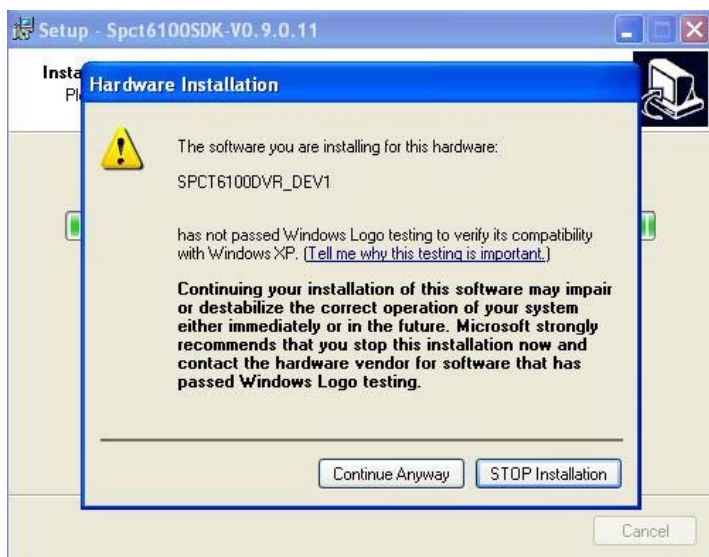 Setup - Spct6100SDK-V0.9.0.11
Hardware Installation
The software you are installing for this hardware:
SPCT6100DVR_DEV1
has not passed Windows Logo testing to verify its compatibility
with Windows XP. (Tell me why this testing is important.)
Continuing your installation of this software may impair
or destabilize the correct operation of your system
either immediately or in the future. Microsoft strongly
recommends that you stop this installation now and
contact the hardware vendor for software that has
passed Windows Logo testing.
Continue Anyway
STOP Installation
Cancel